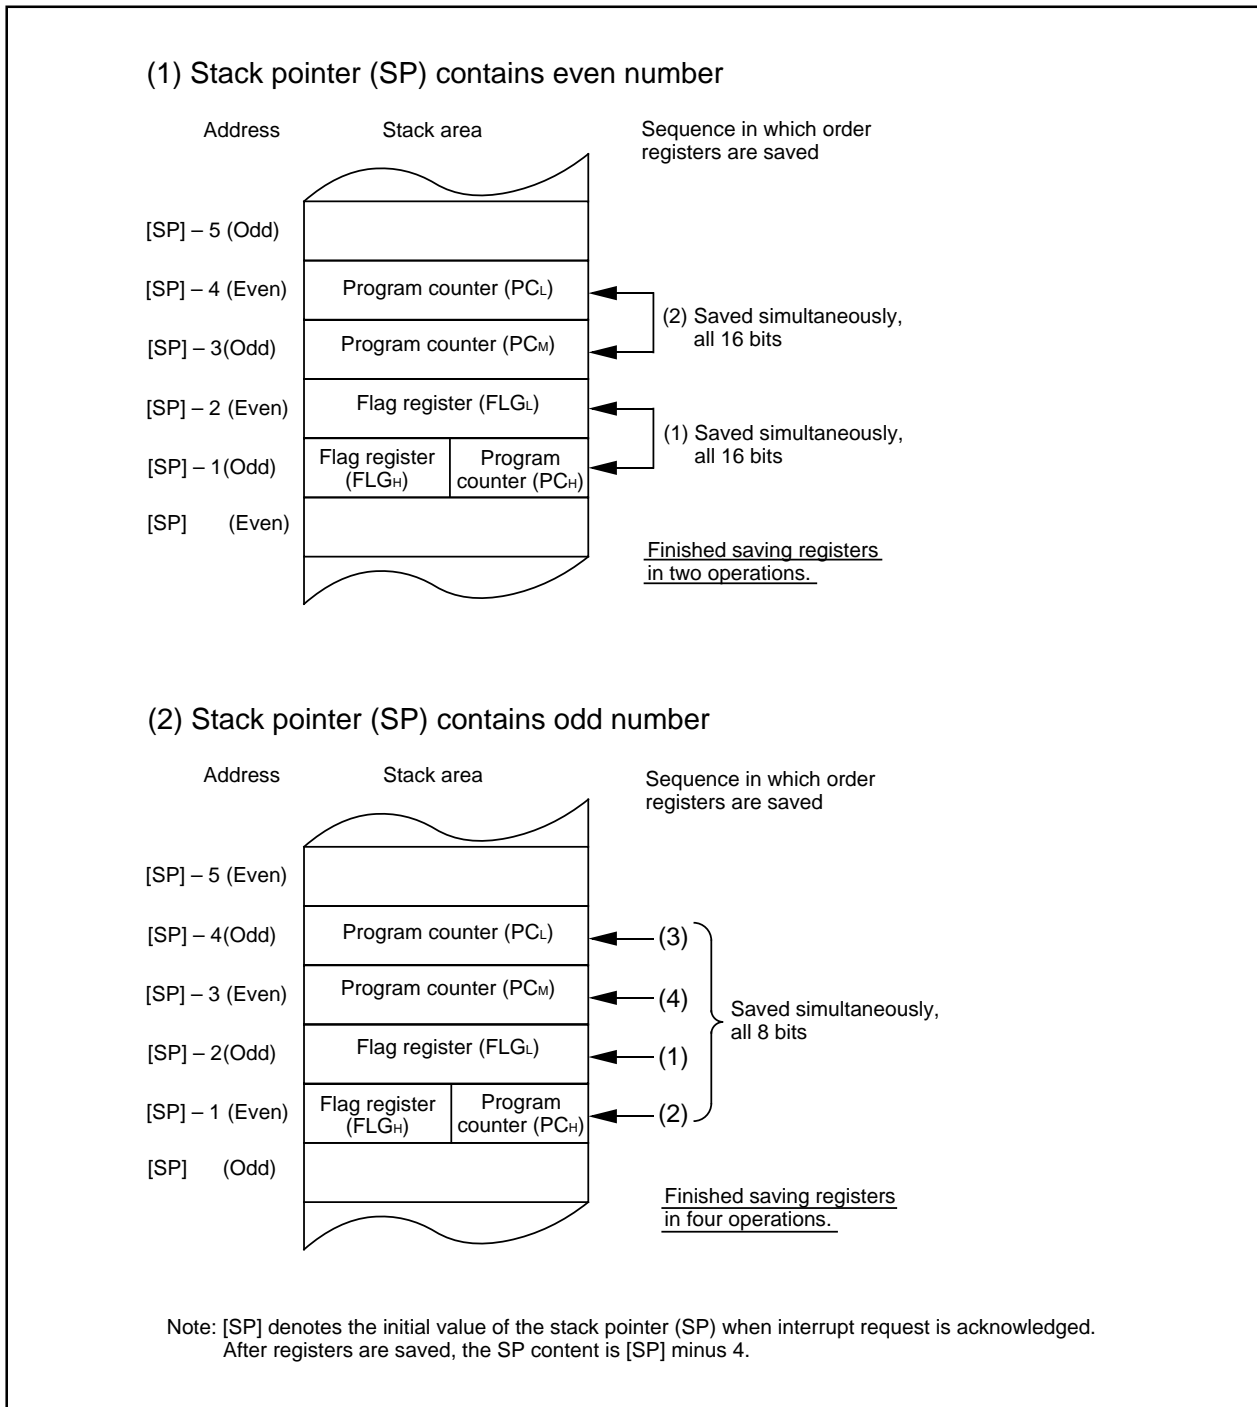 (1) Stack pointer (SP) contains even number
Address
Stack area
Sequence in which order
registers are saved
[SP] – 5 (Odd)
[SP] – 4 (Even)
Program counter (PCL)
[SP] – 3(Odd)
Program counter (PCM)
(2) Saved simultaneously,
all 16 bits
[SP] – 2 (Even)
Flag register (FLGL)
[SP] – 1(Odd)
Flag register
(FLGH)
Program
counter (PCH)
(1) Saved simultaneously,
all 16 bits
[SP] (Even)
Finished saving registers
in two operations.
(2) Stack pointer (SP) contains odd number
Address
Stack area
Sequence in which order
registers are saved
[SP] – 5 (Even)
[SP] – 4(Odd)
Program counter (PCL)
(3)
[SP] – 3 (Even)
Program counter (PCM)
(4)
Saved simultaneously,
all 8 bits
[SP] – 2(Odd)
Flag register (FLGL)
(1)
[SP] – 1 (Even)
Flag register
(FLGH)
Program
counter (PCH)
(2)
[SP] (Odd)
Finished saving registers
in four operations.
Note: [SP] denotes the initial value of the stack pointer (SP) when interrupt request is acknowledged.
After registers are saved, the SP content is [SP] minus 4.